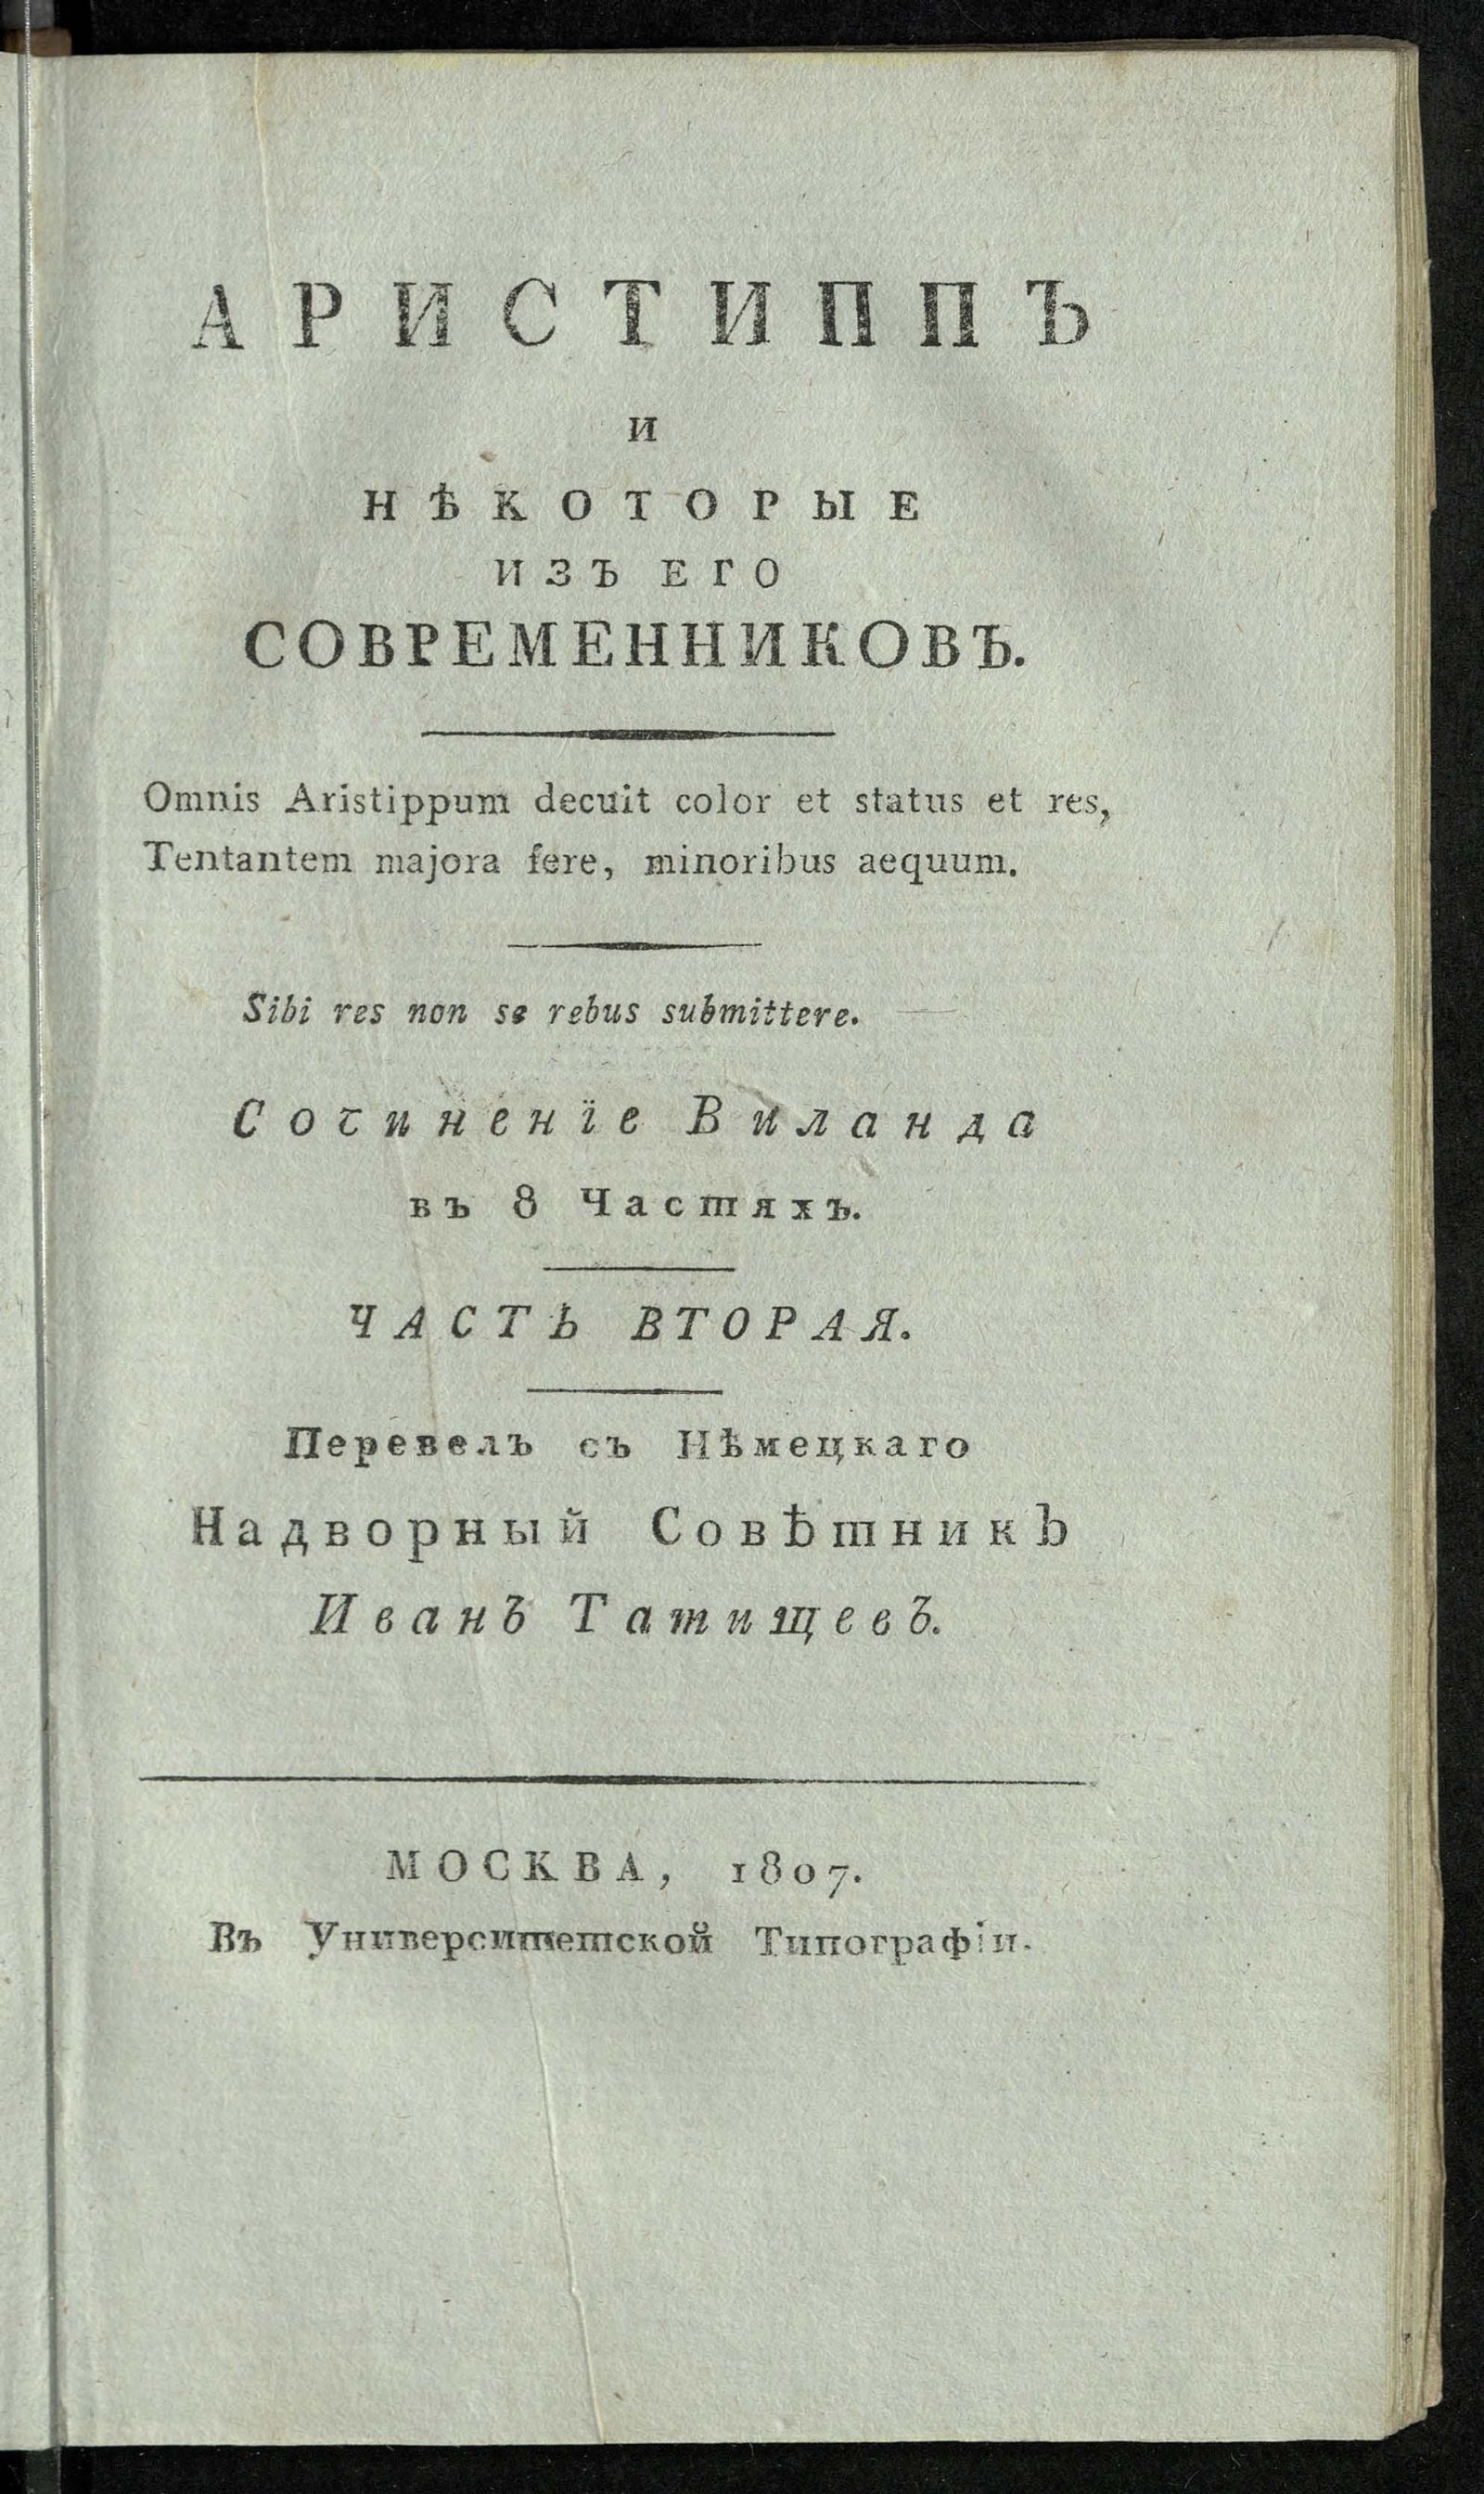 АРИСТИППЪ
и
НѢКОТОРЫЕ
ИЗЪ ЕГО
СОВРЕМЕННИКОВЪ.
Omnis Aristippum decuit color et status et res,
Tentantem majora fere, minoribus aequum.
Sibi res non se rebus submittere.
Сочиненїе Виланда
въ 8 Частяхъ.
ЧАСТЬ ВТОРАЯ.
Перевелъ съ Нѣмецкаго
Надворный Совѣтникъ
Иванъ Татищевъ.
МОСКВА, 1807.
Въ Университетской Типографіи.